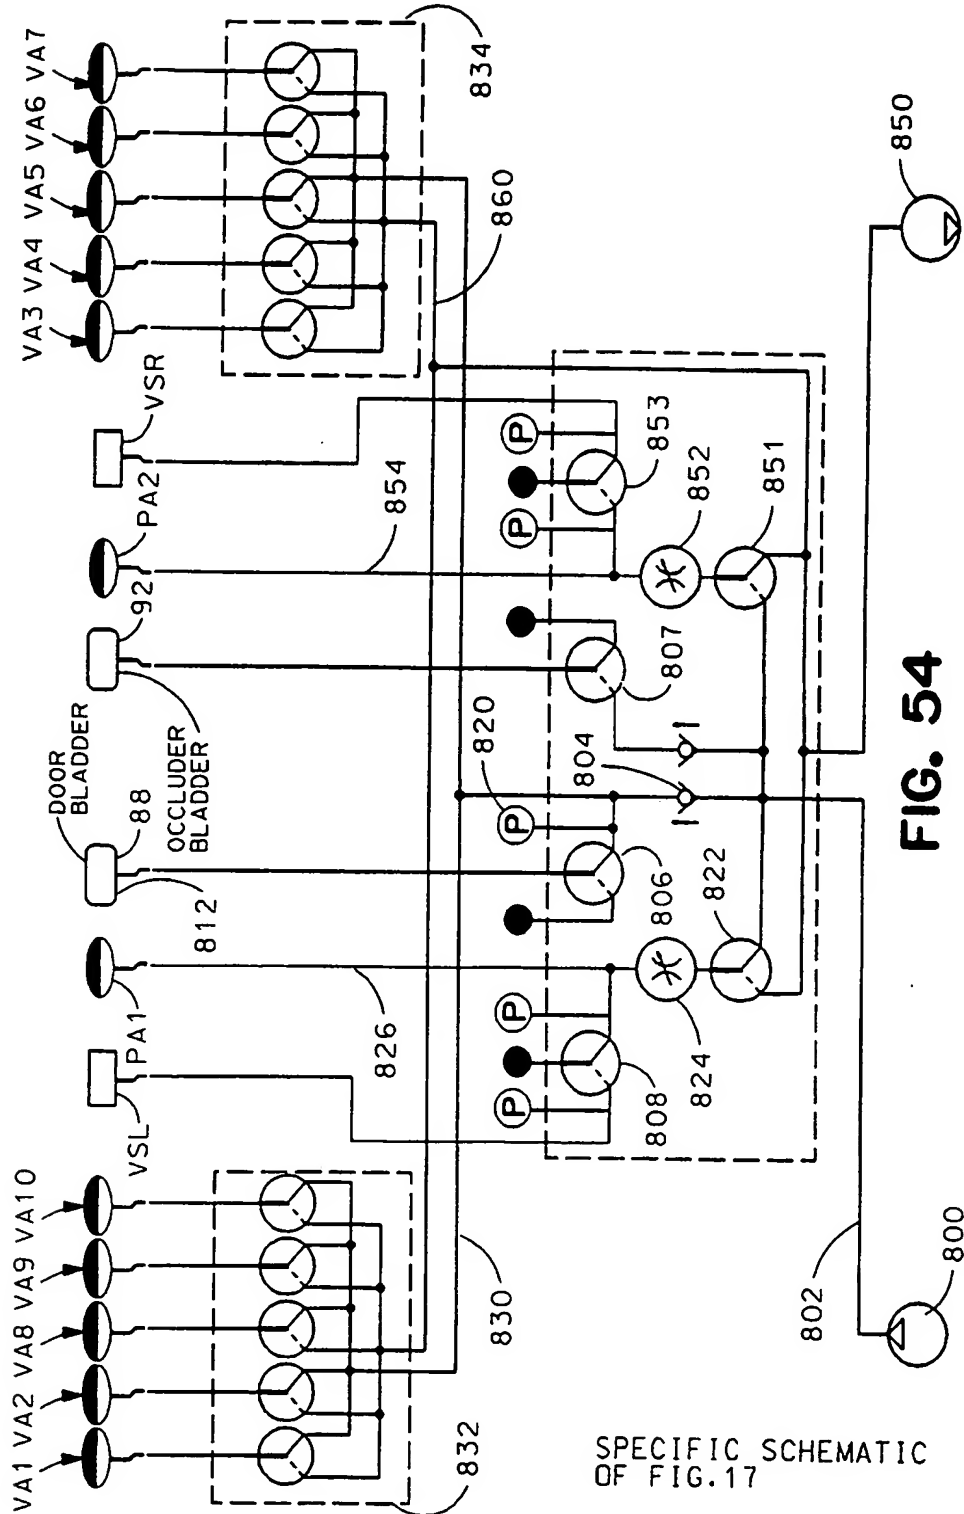 VA1 VA2 VA8 VA9 VA10
VSL
PA1
812
88
DOOR
BLADDER
OCCLUDER
BLADDER
92
PA2
VSR
VA3 VA4 VA5 VA6 VA7
832
830
826
P
P
808
824
822
806
P
820
804
807
854
P
P
853
852
851
860
834
802
800
850
SPECIFIC SCHEMATIC
OF FIG.17
FIG. 54